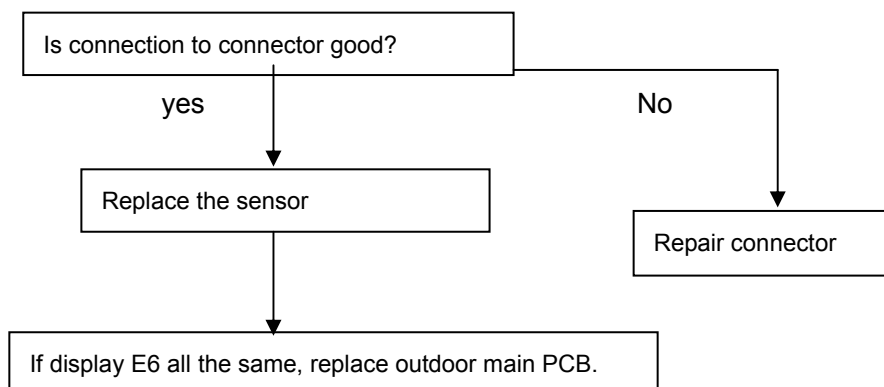 Is connection to connector good?
yes
No
Replace the sensor
Repair connector
If display E6 all the same, replace outdoor main PCB.